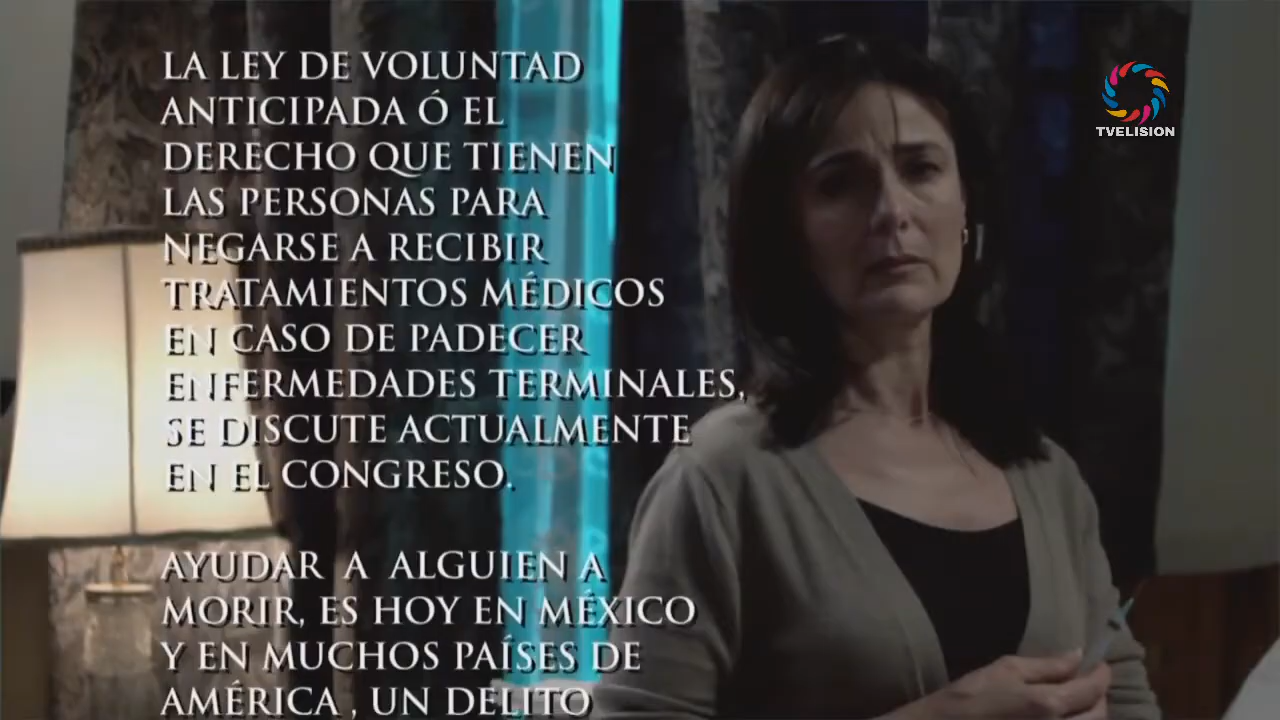 LA LEY DE VOLUNTAD
ANTICIPADA Ó EL
DERECHO QUE TIENEN
LAS PERSONAS PARA
NEGARSE A RECIBIR
TRATAMIENTOS MÉDICOS
EN CASO DE PADECER
ENFERMEDADES TERMINALES,
SE DISCUTE ACTUALMENTE
EN EL CONGRESO.
AYUDAR A ALGUIEN A
MORIR, ES HOY EN MÉXICO
Y EN MUCHOS PAÍSES DE
AMÉRICA , UN DELITO
TVELISION